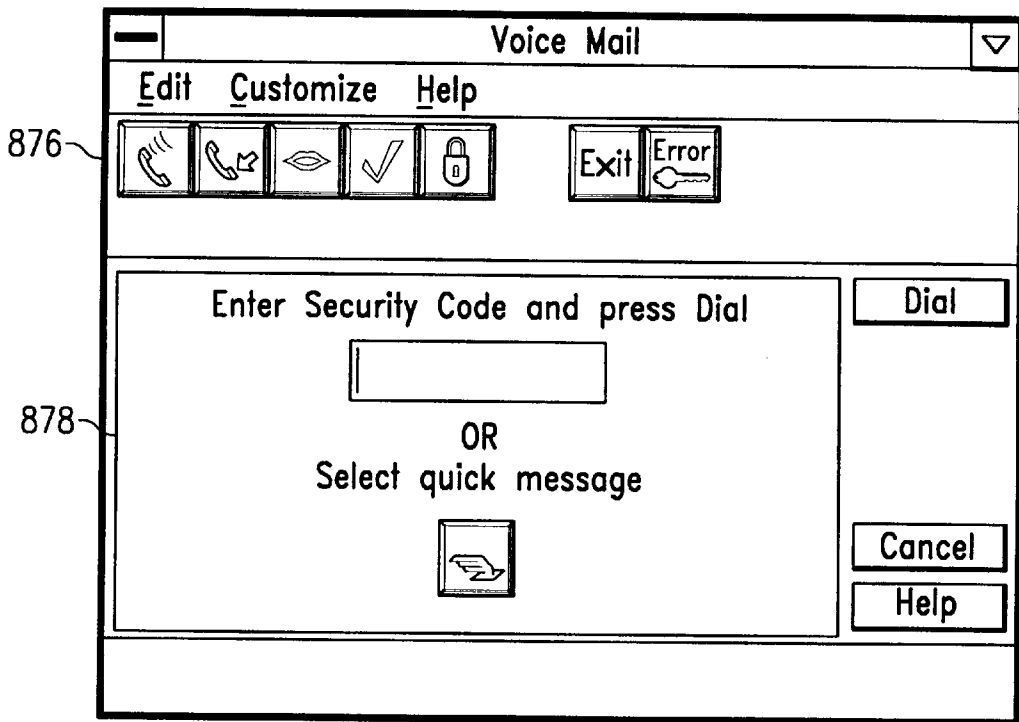 Voice Mail
Edit Customize Help
876
Exit Error
Enter Security Code and press Dial
Dial
878
OR
Select quick message
Cancel
Help